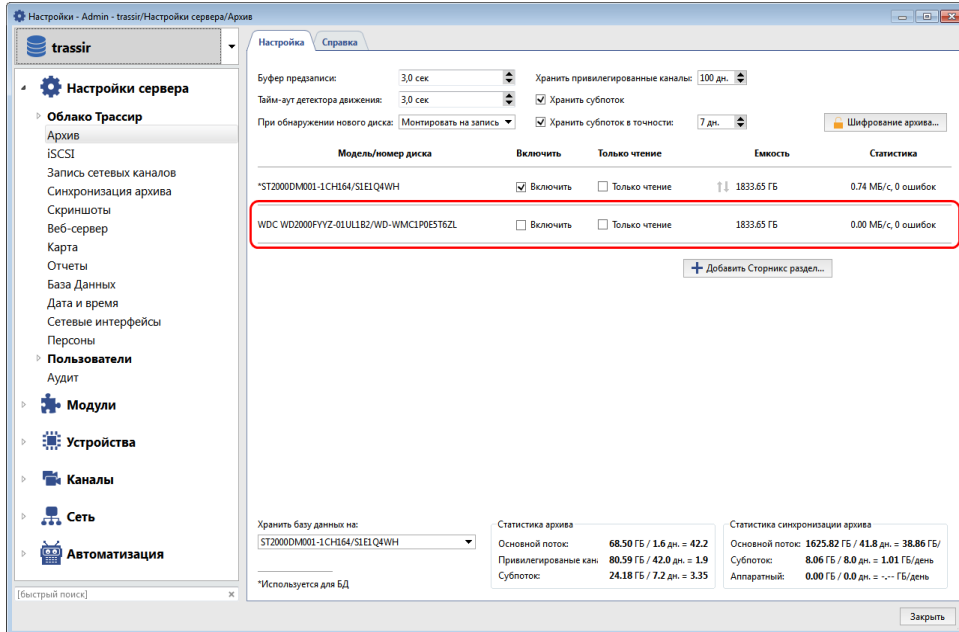 Настройки - Admin - trassir/Настройки сервера/Архив
trassir
Настройки сервера
Облако Трассир
Архив
iSCSI
Запись сетевых каналов
Синхронизация архива
Скриншоты
Веб-сервер
Карта
Отчеты
База Данных
Дата и время
Сетевые интерфейсы
Персоны
Пользователи
Аудит
Модули
Устройства
Каналы
Сеть
Автоматизация
[быстрый поиск]
Настройка Справка
Буфер предзаписи: 3,0 сек Хранить привилегированные каналы: 100 дн.
Тайм-аут детектора движения: 3,0 сек Хранить субпоток
При обнаружении нового диска: Монтировать на запись Хранить субпоток в точности: 7 дн. Шифрование архива...
Модель/номер диска Включить Только чтение Емкость Статистика
*ST2000DM001-1CH164/S1E1Q4WH Включить Только чтение 1833.65 ГБ 0.74 МБ/с, 0 ошибок
WDC WD2000FYYZ-01UL1B2/WD-WMC1P0E5T6ZL Включить Только чтение 1833.65 ГБ 0.00 МБ/с, 0 ошибок
Добавить Сторникс раздел...
Хранить базу данных на:
ST2000DM001-1CH164/S1E1Q4WH
*Используется для БД
Статистика архива
Основной поток: 68.50 ГБ / 1.6 дн. = 42.2
Привилегированые кана 80.59 ГБ / 42.0 дн. = 1.9
Субпоток: 24.18 ГБ / 7.2 дн. = 3.35
Статистика синхронизации архива
Основной поток: 1625.82 ГБ / 41.8 дн. = 38.86 ГБ/
Субпоток: 8.06 ГБ / 8.0 дн. = 1.01 ГБ/день
Аппаратный: 0.00 ГБ / 0.0 дн. = -.-- ГБ/день
Закрыть